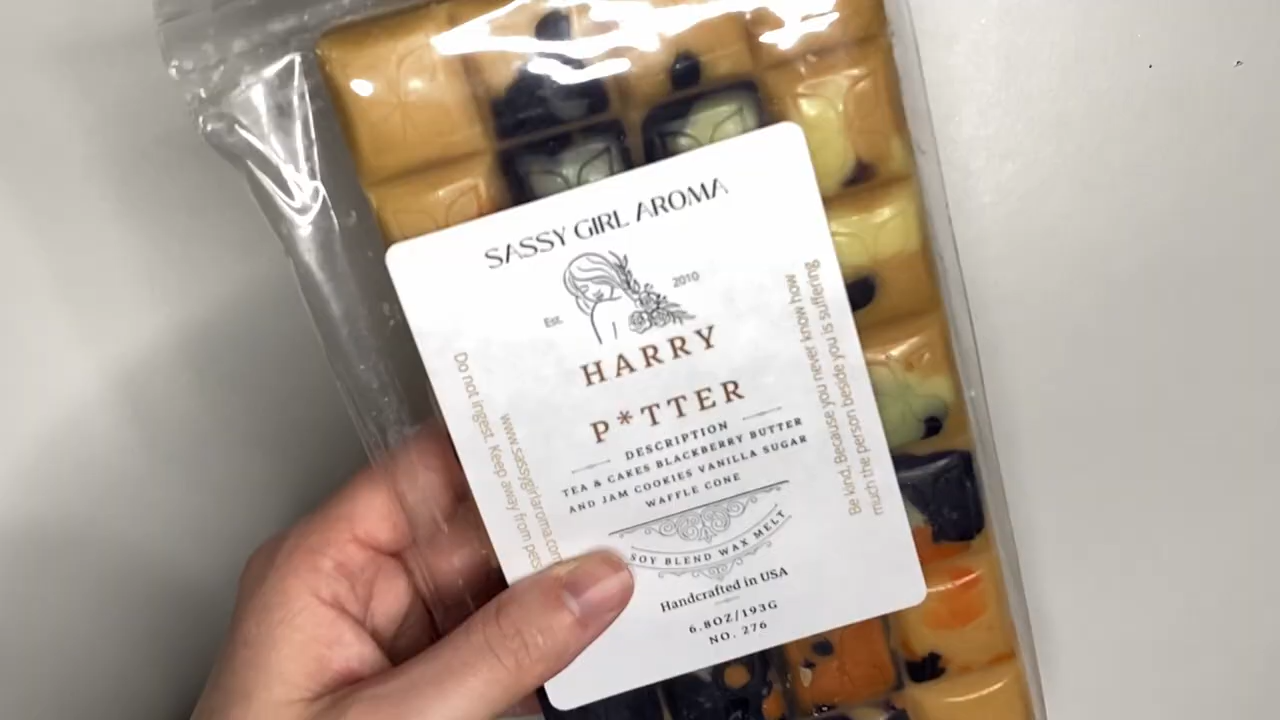 SASSY GIRL AROMA
Est. 2010
HARRY
P*TTER
DESCRIPTION
TEA & CAKES BLACKBERRY BUTTER
AND JAM COOKIES VANILLA SUGAR
WAFFLE CONE
SOY BLEND WAX MELT
Handcrafted in USA
6.8OZ/193G
NO. 276
Do not ingest. Keep away from pets
www.sassygirlaroma.com
Be kind. Because you never know how
much the person beside you is suffering